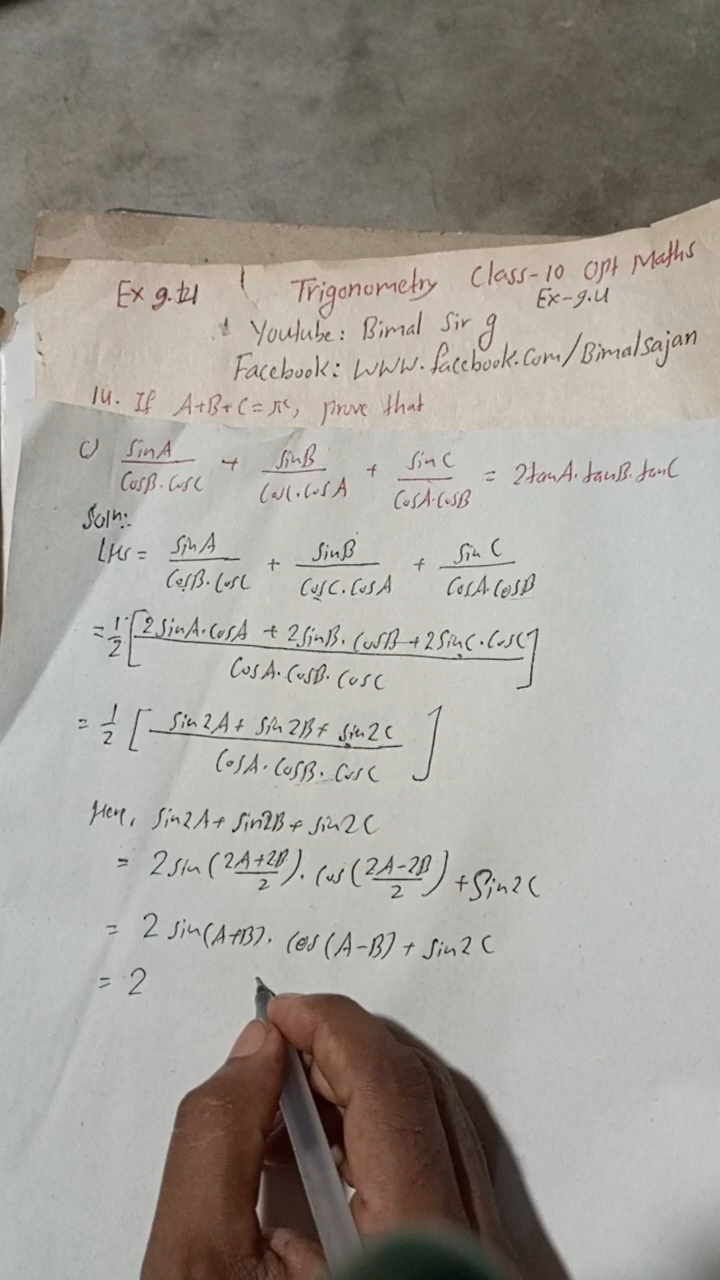 Ex 9.4 Trigonometry Class-10 Opt Maths
Ex-9.4
Youtube: Bimal Sir g
Facebook: WWW.facebook.Com/Bimalsajan
14. If A+B+C=π^c, prove that
c) SinA/CosB.CosC + SinB/CosC.CosA + SinC/CosA.CosB = 2tanA.tanB.tanC
Soln:
LHS = SinA/CosB.CosC + SinB/CosC.CosA + Sin C/CosA.CosB
= 1/2 [2SinA.CosA + 2SinB.CosB + 2SinC.CosC / CosA.CosB.CosC]
= 1/2 [Sin2A + Sin2B + Sin2C / CosA.CosB.CosC]
Here, Sin2A + Sin2B + Sin2C
= 2Sin(2A+2B/2).Cos(2A-2B/2) + Sin2C
= 2 Sin(A+B).Cos(A-B) + Sin2C
= 2